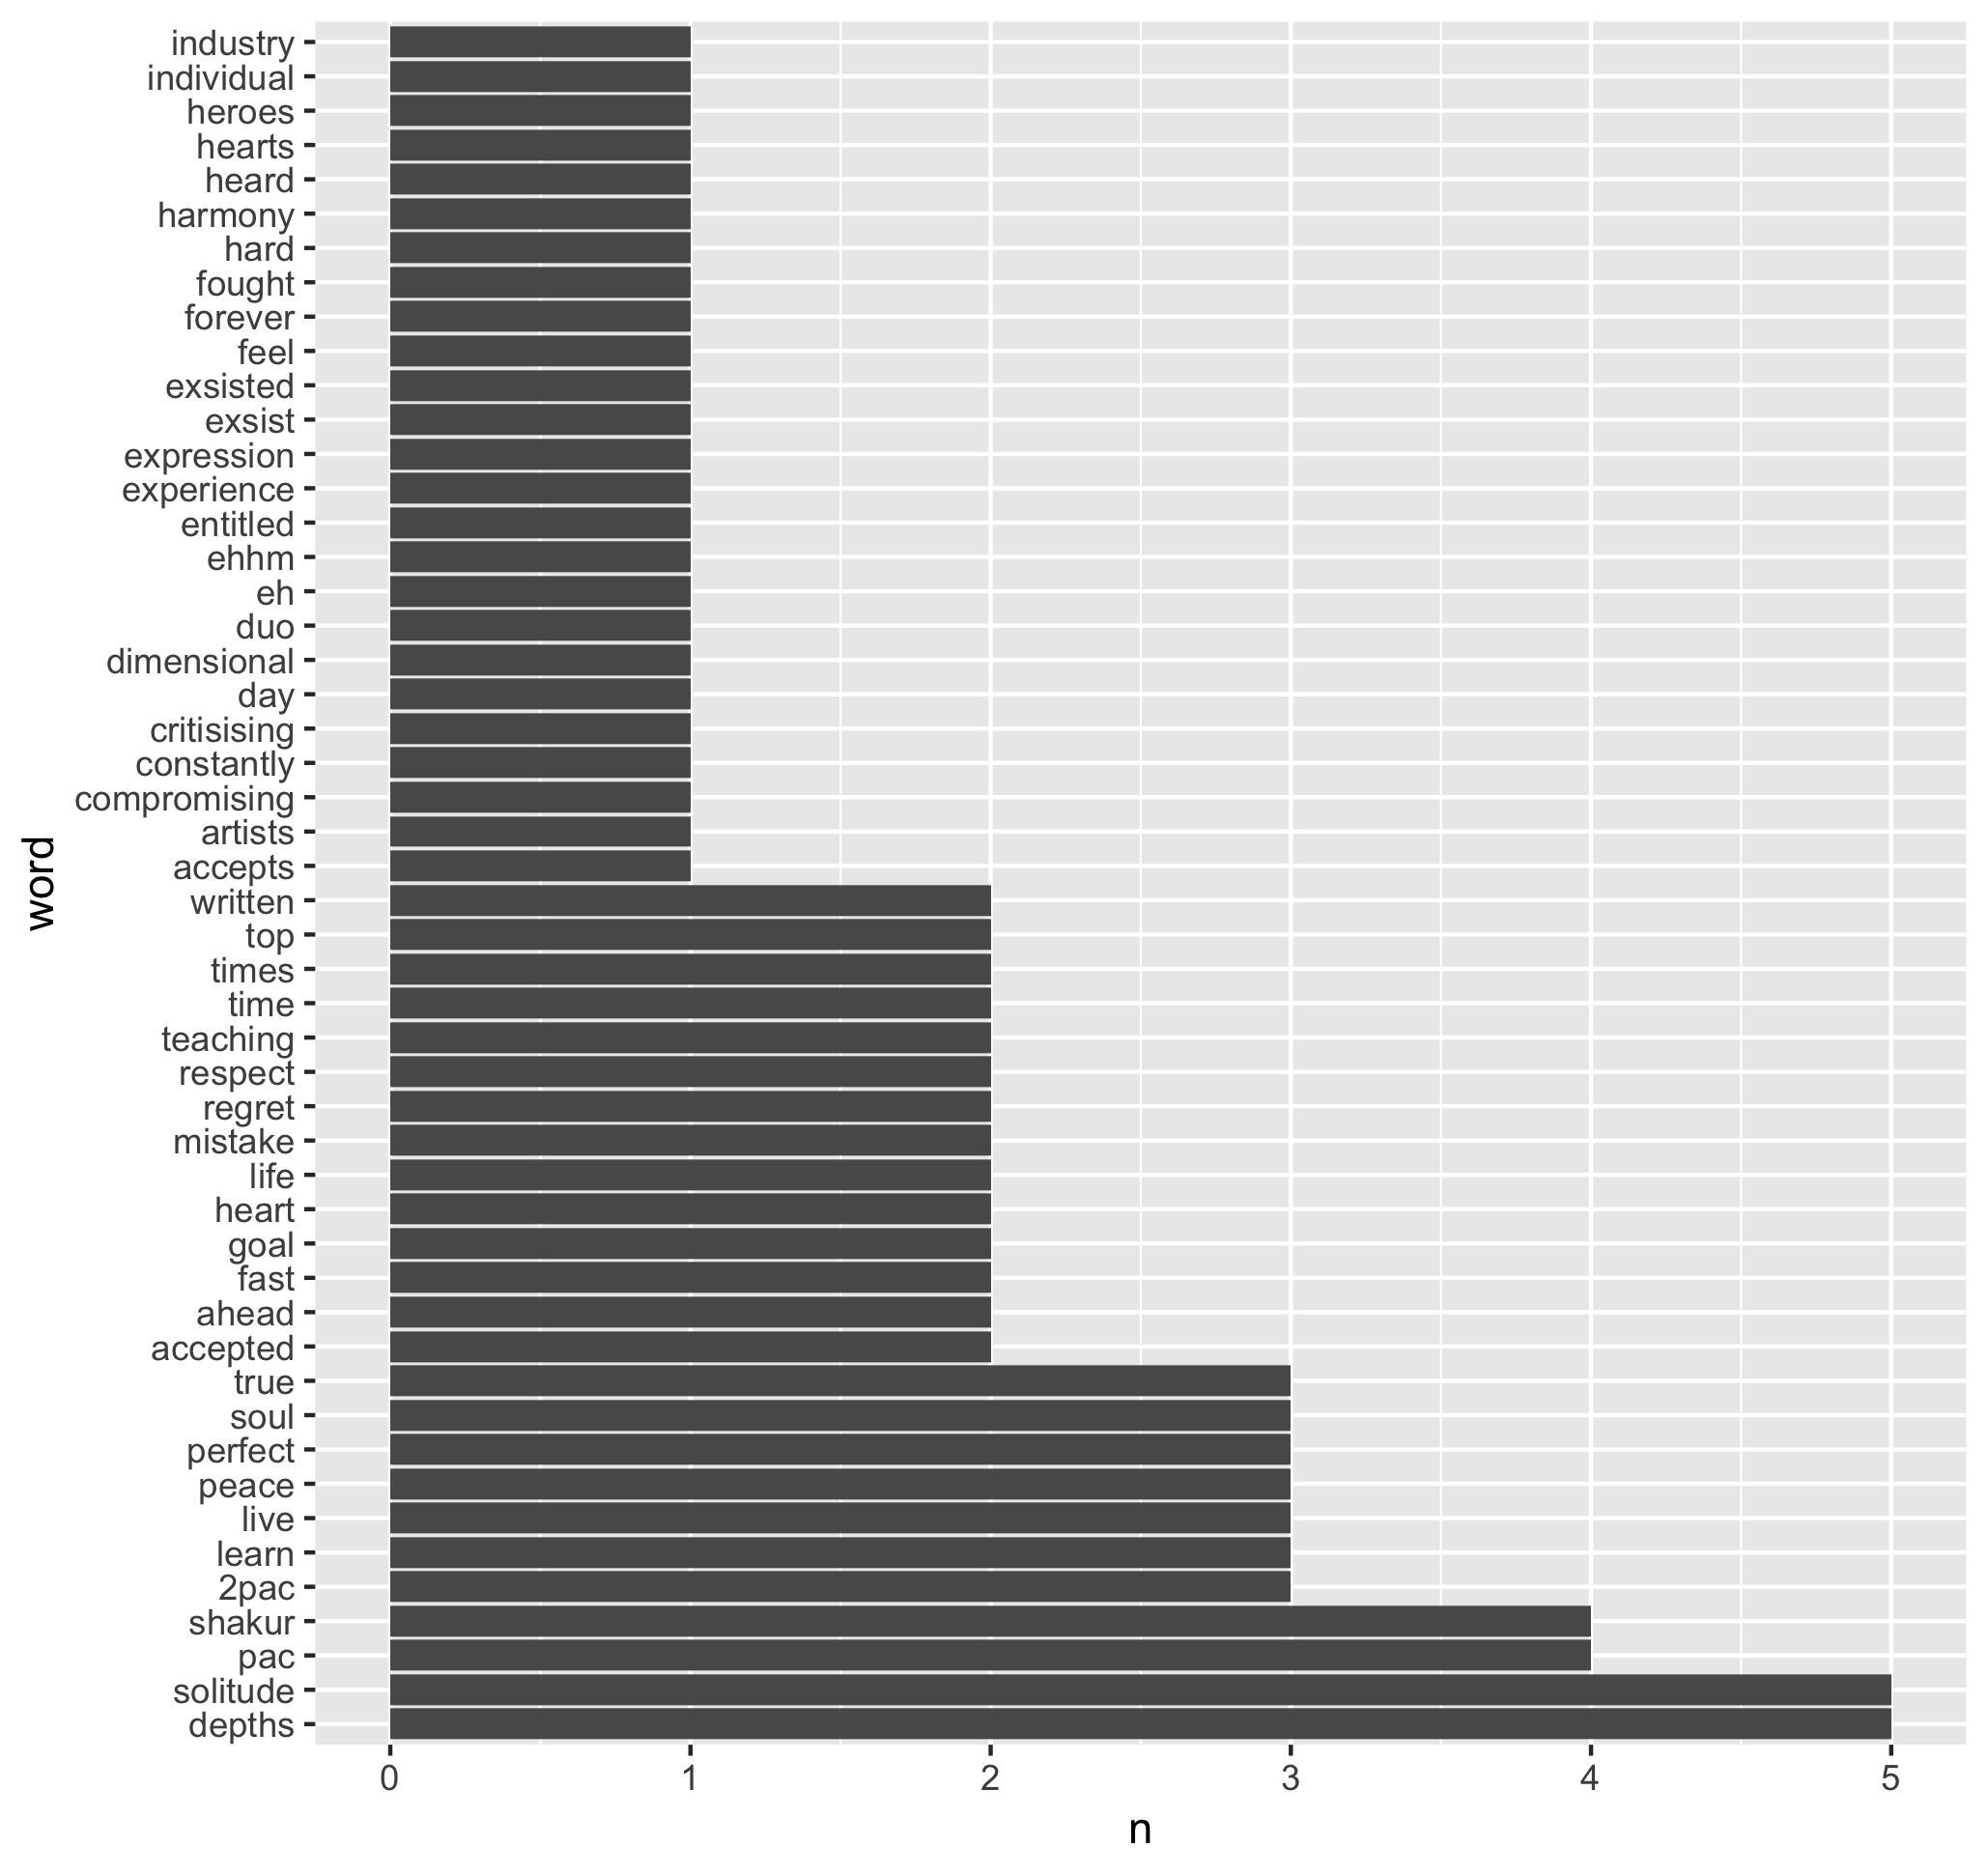 industry
individual
heroes
hearts
heard
harmony
hard
fought
forever
feel
exsisted
exsist
expression
experience
entitled
ehhm
eh
duo
dimensional
day
critisising
constantly
compromising
artists
accepts
written
top
times
time
teaching
respect
regret
mistake
life
heart
goal
fast
ahead
accepted
true
soul
perfect
peace
live
learn
2pac
shakur
pac
solitude
depths
word
0 1 2 3 4 5
n